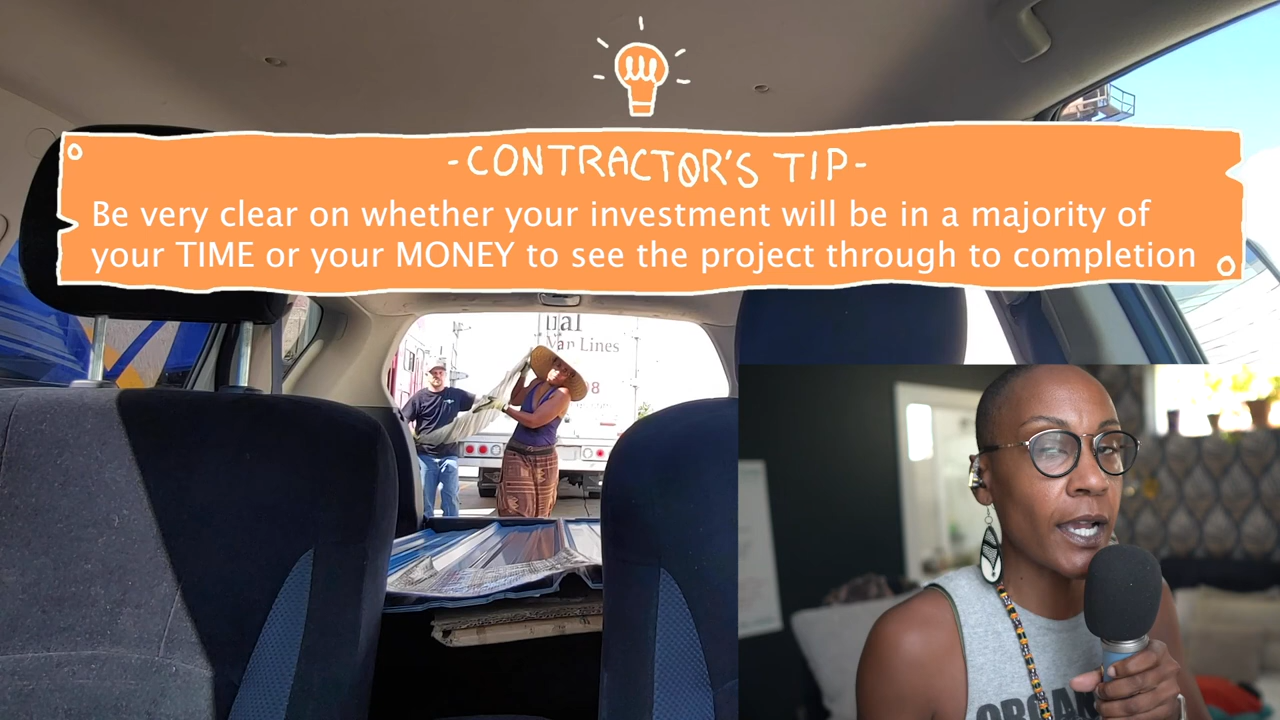 -CONTRACTOR'S TIP-
Be very clear on whether your investment will be in a majority of
your TIME or your MONEY to see the project through to completion
Van Lines